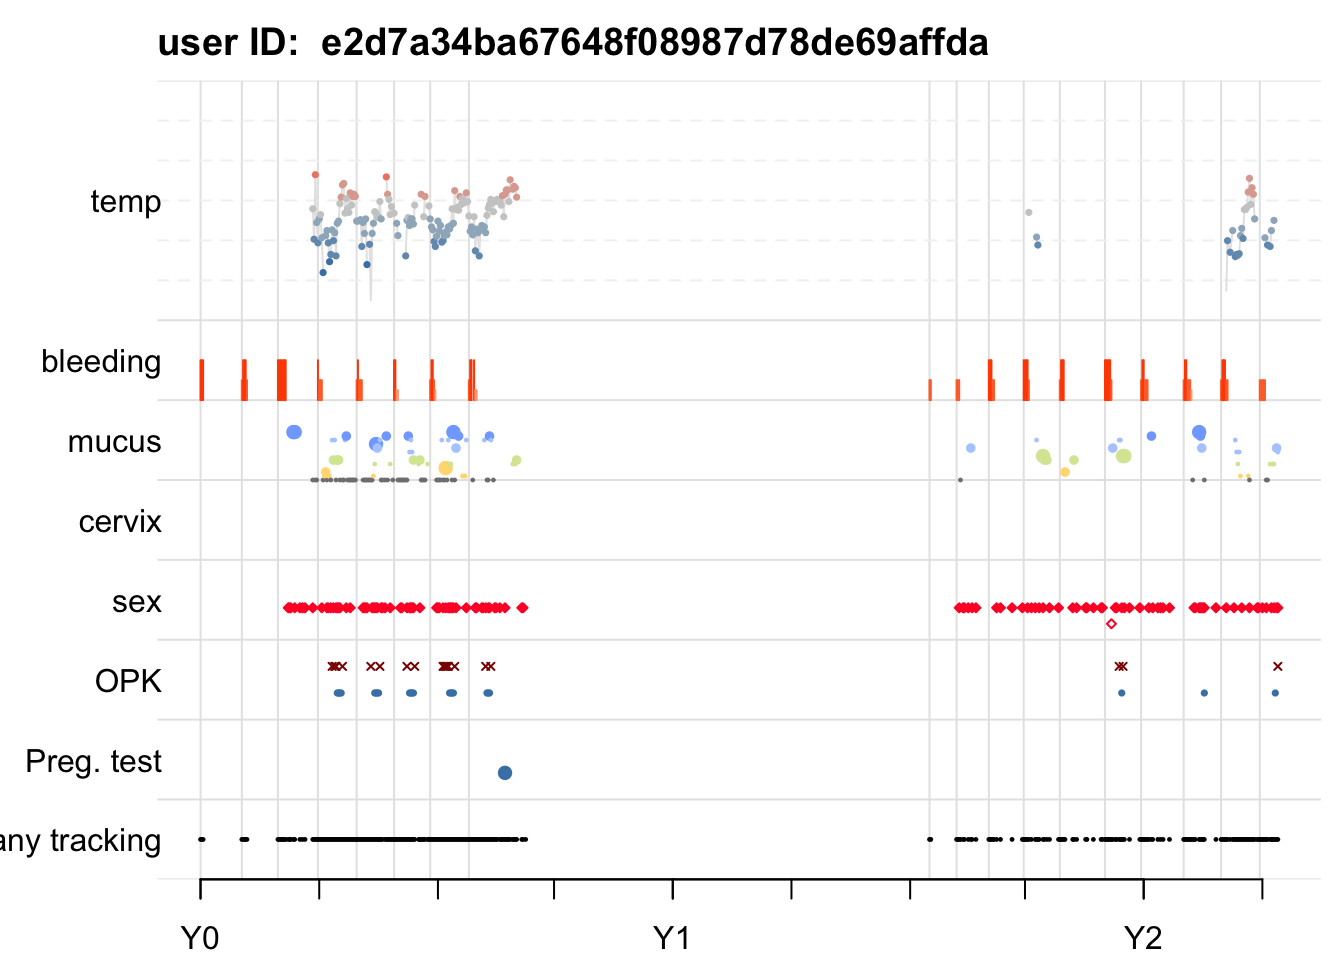 user ID:  e2d7a34ba67648f08987d78de69affda
temp
bleeding
mucus
cervix
sex
OPK
Preg. test
any tracking
Y0 Y1 Y2